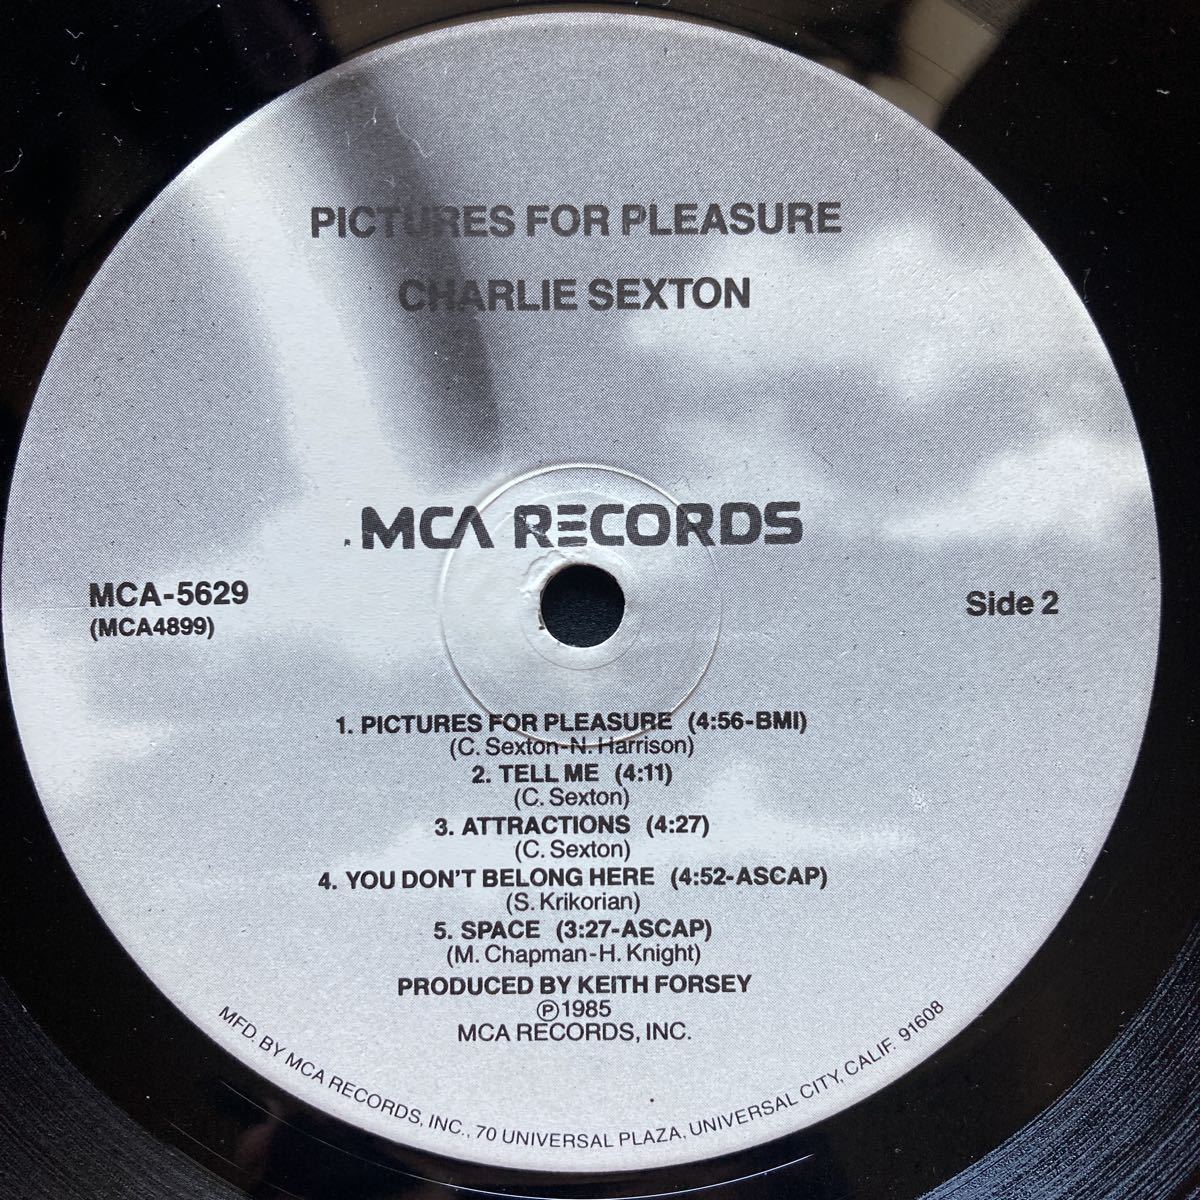 PICTURES FOR PLEASURE
CHARLIE SEXTON
MCA RECORDS
MCA-5629
(MCA4899)
Side 2
1. PICTURES FOR PLEASURE (4:56-BMI)
(C. Sexton-N. Harrison)
2. TELL ME (4:11)
(C. Sexton)
3. ATTRACTIONS (4:27)
(C. Sexton)
4. YOU DON'T BELONG HERE (4:52-ASCAP)
(S. Krikorian)
5. SPACE (3:27-ASCAP)
(M. Chapman-H. Knight)
PRODUCED BY KEITH FORSEY
℗1985
MCA RECORDS, INC.
MFD. BY MCA RECORDS, INC., 70 UNIVERSAL PLAZA, UNIVERSAL CITY, CALIF. 91608